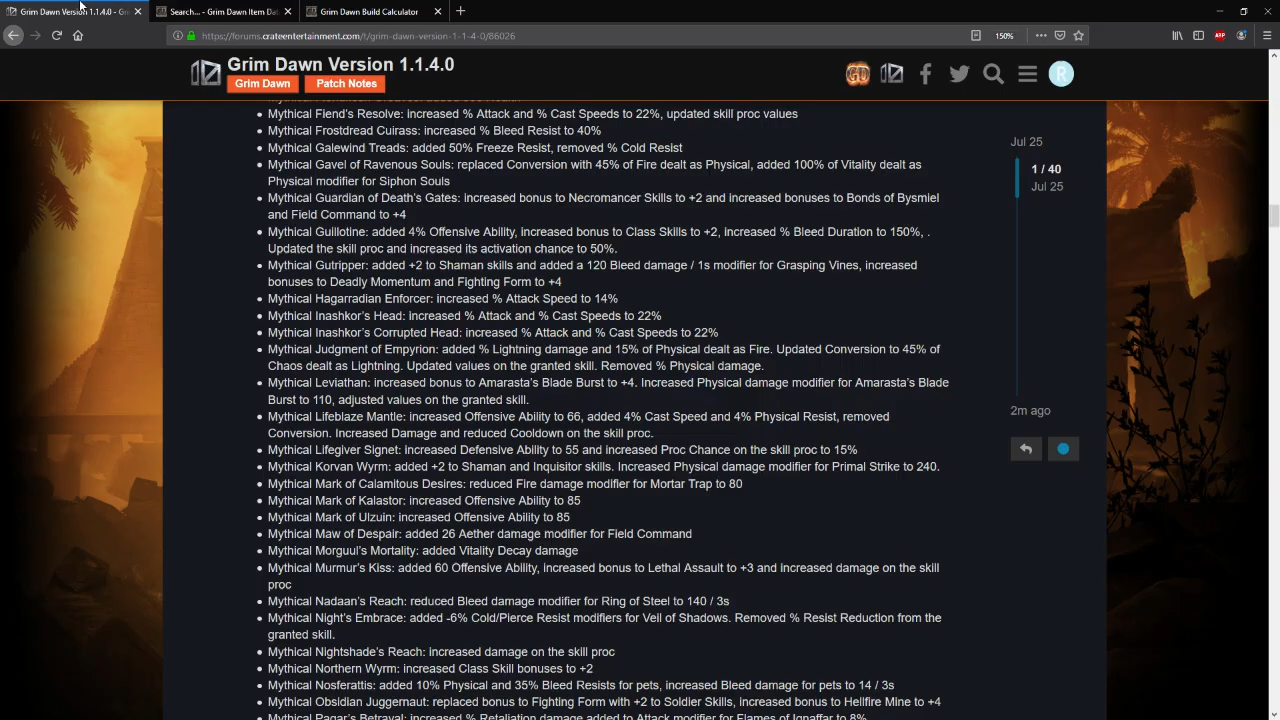 Grim Dawn Version 1.1.4.0 - Gri
Search... - Grim Dawn Item Dat
Grim Dawn Build Calculator
https://forums.crateentertainment.com/t/grim-dawn-version-1-1-4-0/86026
150%
ABP
Grim Dawn Version 1.1.4.0
Grim Dawn
Patch Notes
GD
R
Mythical Fiend's Resolve: increased % Attack and % Cast Speeds to 22%, updated skill proc values
Mythical Frostdread Cuirass: increased % Bleed Resist to 40%
Mythical Galewind Treads: added 50% Freeze Resist, removed % Cold Resist
Mythical Gavel of Ravenous Souls: replaced Conversion with 45% of Fire dealt as Physical, added 100% of Vitality dealt as
Physical modifier for Siphon Souls
Mythical Guardian of Death's Gates: increased bonus to Necromancer Skills to +2 and increased bonuses to Bonds of Bysmiel
and Field Command to +4
Mythical Guillotine: added 4% Offensive Ability, increased bonus to Class Skills to +2, increased % Bleed Duration to 150%, .
Updated the skill proc and increased its activation chance to 50%.
Mythical Gutripper: added +2 to Shaman skills and added a 120 Bleed damage / 1s modifier for Grasping Vines, increased
bonuses to Deadly Momentum and Fighting Form to +4
Mythical Hagarradian Enforcer: increased % Attack Speed to 14%
Mythical Inashkor's Head: increased % Attack and % Cast Speeds to 22%
Mythical Inashkor's Corrupted Head: increased % Attack and % Cast Speeds to 22%
Mythical Judgment of Empyrion: added % Lightning damage and 15% of Physical dealt as Fire. Updated Conversion to 45% of
Chaos dealt as Lightning. Updated values on the granted skill. Removed % Physical damage.
Mythical Leviathan: increased bonus to Amarasta's Blade Burst to +4. Increased Physical damage modifier for Amarasta's Blade
Burst to 110, adjusted values on the granted skill.
Mythical Lifeblaze Mantle: increased Offensive Ability to 66, added 4% Cast Speed and 4% Physical Resist, removed
Conversion. Increased Damage and reduced Cooldown on the skill proc.
Mythical Lifegiver Signet: Increased Defensive Ability to 55 and increased Proc Chance on the skill proc to 15%
Mythical Korvan Wyrm: added +2 to Shaman and Inquisitor skills. Increased Physical damage modifier for Primal Strike to 240.
Mythical Mark of Calamitous Desires: reduced Fire damage modifier for Mortar Trap to 80
Mythical Mark of Kalastor: increased Offensive Ability to 85
Mythical Mark of Ulzuin: increased Offensive Ability to 85
Mythical Maw of Despair: added 26 Aether damage modifier for Field Command
Mythical Morguul's Mortality: added Vitality Decay damage
Mythical Murmur's Kiss: added 60 Offensive Ability, increased bonus to Lethal Assault to +3 and increased damage on the skill
proc
Mythical Nadaan's Reach: reduced Bleed damage modifier for Ring of Steel to 140 / 3s
Mythical Night's Embrace: added -6% Cold/Pierce Resist modifiers for Veil of Shadows. Removed % Resist Reduction from the
granted skill.
Mythical Nightshade's Reach: increased damage on the skill proc
Mythical Northern Wyrm: increased Class Skill bonuses to +2
Mythical Nosferattis: added 10% Physical and 35% Bleed Resists for pets, increased Bleed damage for pets to 14 / 3s
Mythical Obsidian Juggernaut: replaced bonus to Fighting Form with +2 to Soldier Skills, increased bonus to Hellfire Mine to +4
Mythical Pagar's Betrayal: increased % Retaliation damage added to Attack modifier for Flames of Ignaffar to 8%
Jul 25
1 / 40
Jul 25
2m ago